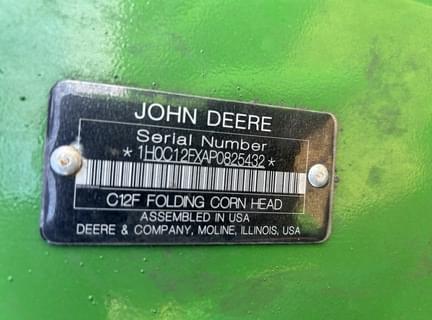 JOHN DEERE
Serial Number
*1H0C12FXAP0825432*
C12F FOLDING CORN HEAD
ASSEMBLED IN USA
DEERE & COMPANY, MOLINE, ILLINOIS, USA